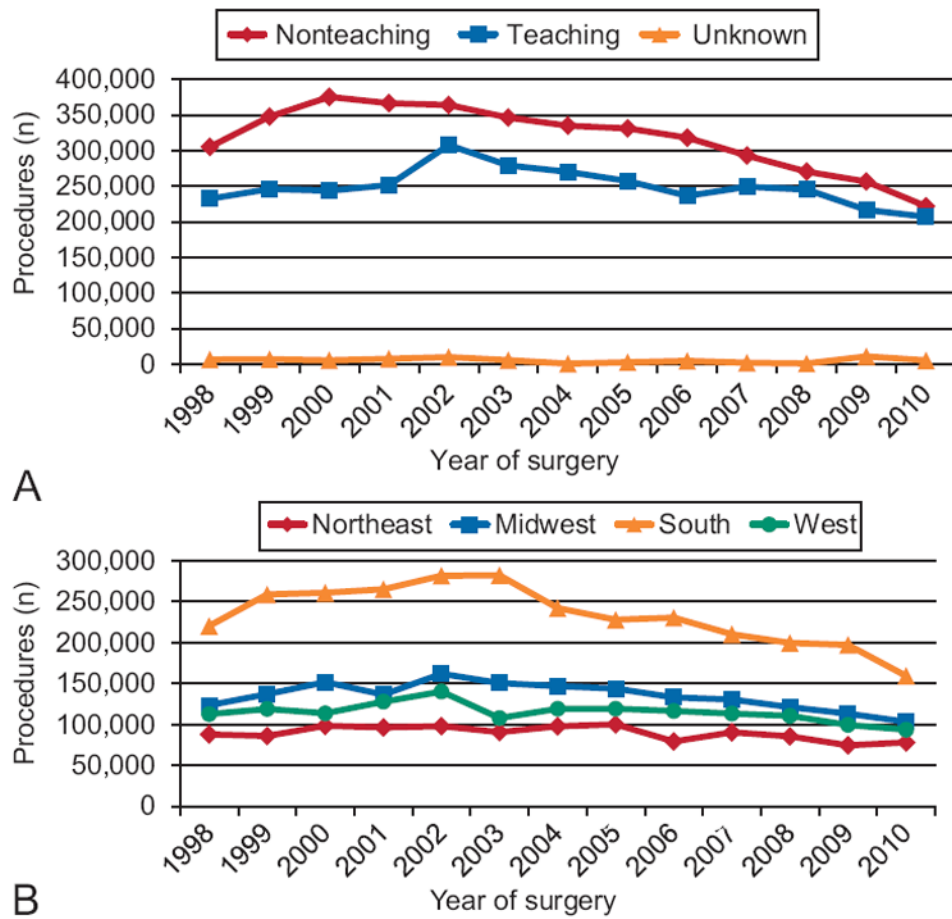 Nonteaching Teaching Unknown
Procedures (n)
400,000
350,000
300,000
250,000
200,000
150,000
100,000
50,000
0
1998 1999 2000 2001 2002 2003 2004 2005 2006 2007 2008 2009 2010
Year of surgery
A
Northeast Midwest South West
Procedures (n)
300,000
250,000
200,000
150,000
100,000
50,000
0
1998 1999 2000 2001 2002 2003 2004 2005 2006 2007 2008 2009 2010
Year of surgery
B